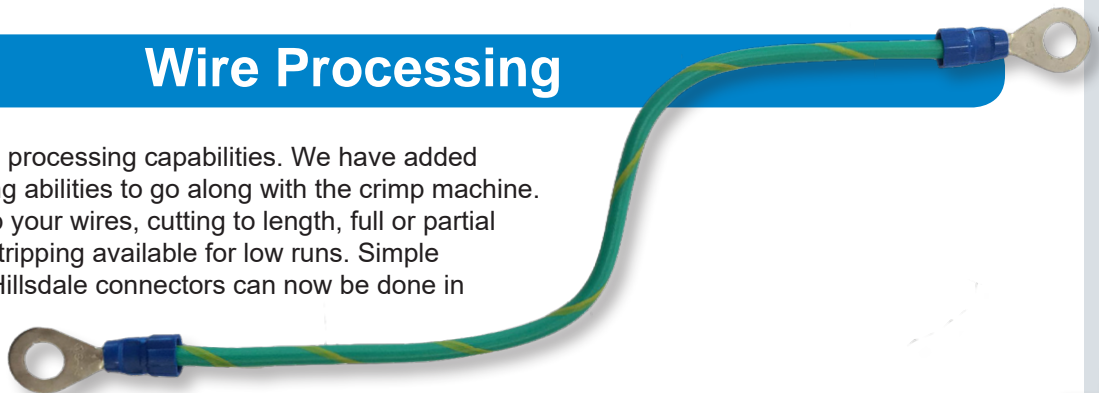 Wire Processing
processing capabilities. We have added
abilities to go along with the crimp machine.
your wires, cutting to length, full or partial
available for low runs. Simple
Hillsdale connectors can now be done in